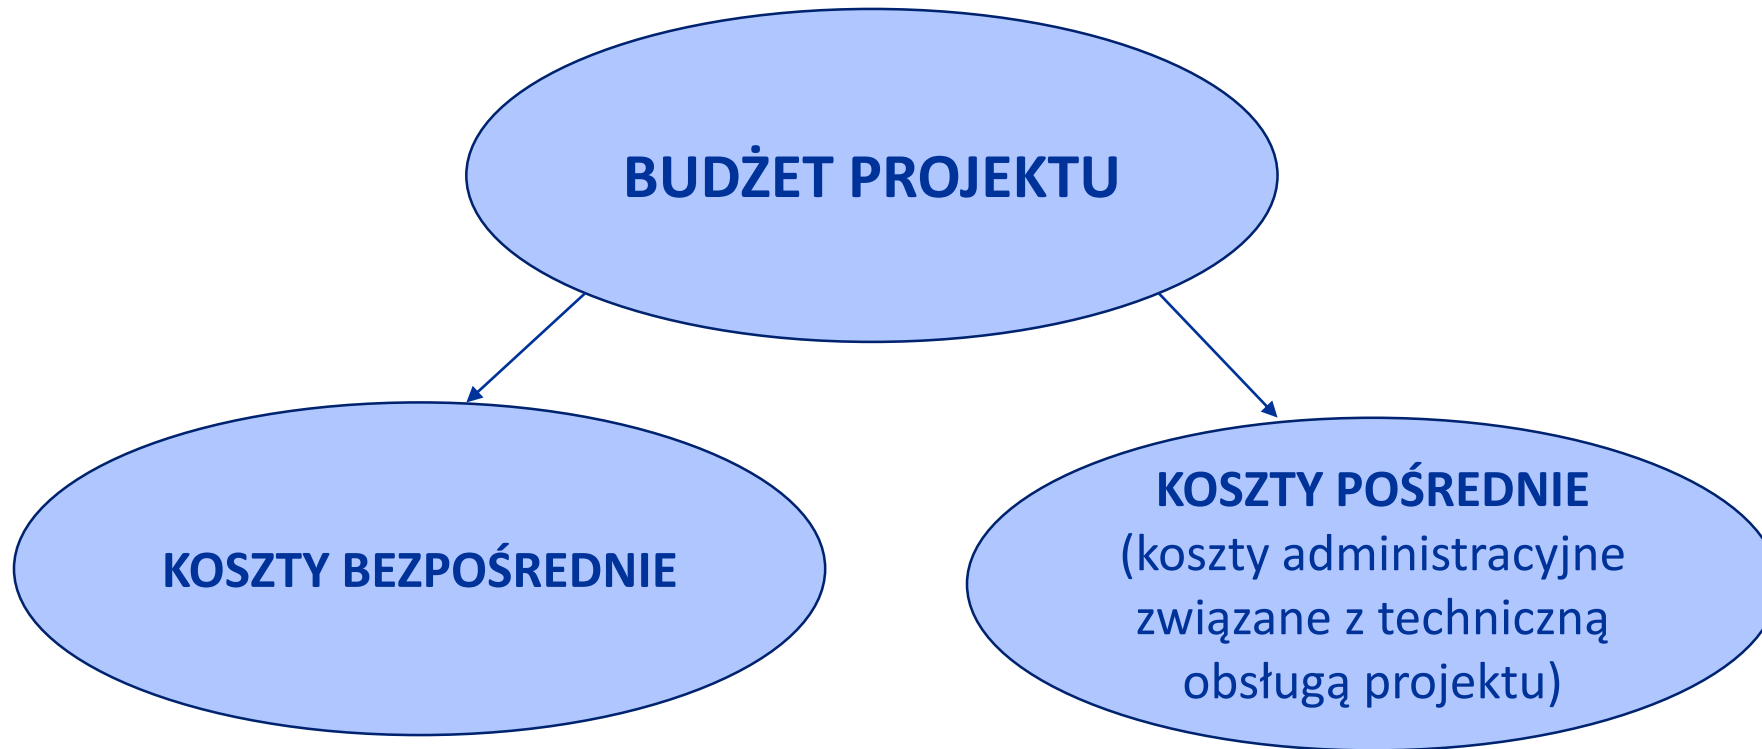 BUDŻET PROJEKTU
KOSZTY BEZPOŚREDNIE
KOSZTY POŚREDNIE
(koszty administracyjne
związane z techniczną
obsługą projektu)